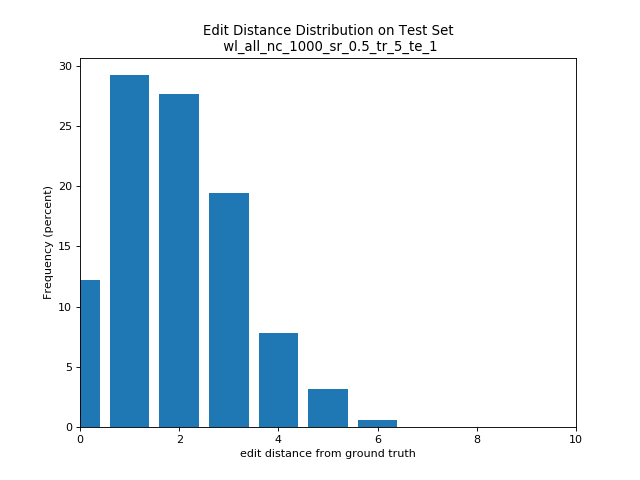 Edit Distance Distribution on Test Set
wl_all_nc_1000_sr_0.5_tr_5_te_1
Frequency (percent)
30
25
20
15
10
5
0
0 2 4 6 8 10
edit distance from ground truth